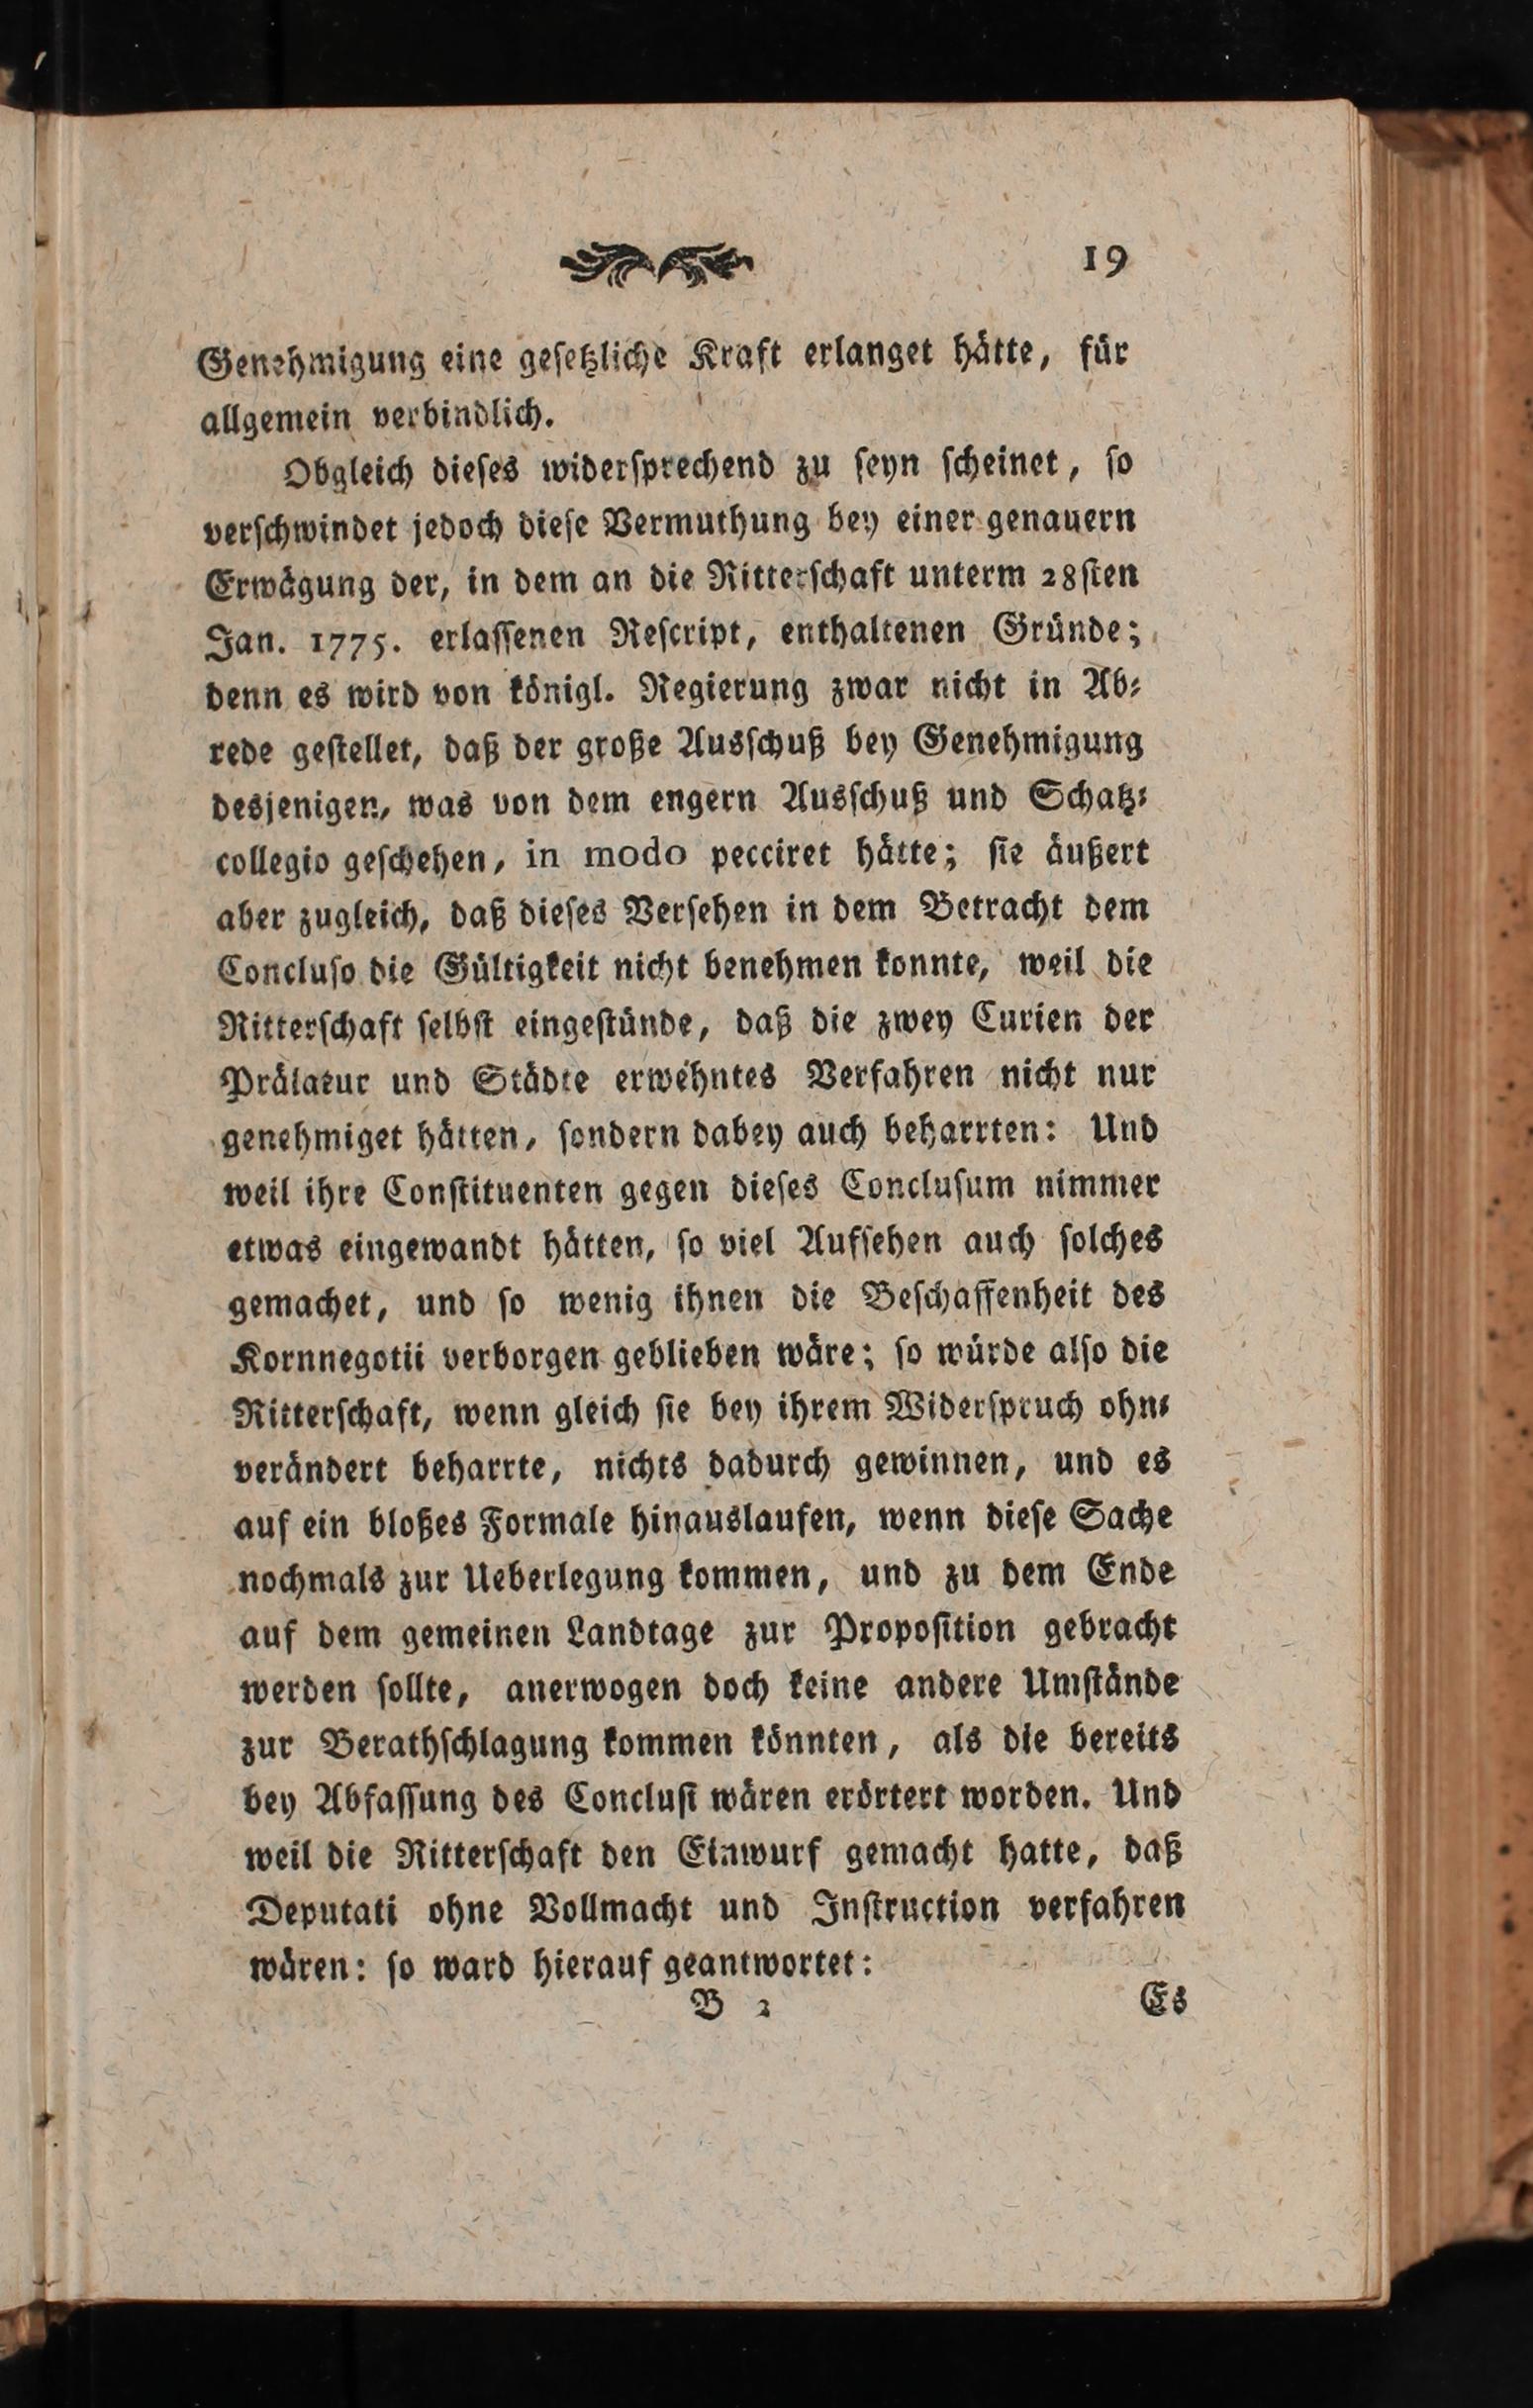 19
Genehmigung eine geſetzliche Kraft erlanget hätte, für
allgemein verbindlich.
Obgleich dieſes widerſprechend zu ſeyn ſcheinet, ſo
verſchwindet jedoch dieſe Vermuthung bey einer genauern
Erwägung der, in dem an die Ritterſchaft unterm 28ſten
Jan. 1775. erlaſſenen Reſcript, enthaltenen Gründe;
denn es wird von königl. Regierung zwar nicht in Ab⸗
rede geſtellet, daß der große Ausſchuß bey Genehmigung
desjenigen, was von dem engern Ausſchuß und Schatz⸗
collegio geſchehen, in modo pecciret hätte; ſie äußert
aber zugleich, daß dieſes Verſehen in dem Betracht dem
Concluſo die Gültigkeit nicht benehmen konnte, weil die
Ritterſchaft ſelbſt eingeſtünde, daß die zwey Curien der
Prälatur und Städte erwehntes Verfahren nicht nur
genehmiget hätten, ſondern dabey auch beharrten: Und
weil ihre Conſtituenten gegen dieſes Concluſum nimmer
etwas eingewandt hätten, ſo viel Aufſehen auch ſolches
gemachet, und ſo wenig ihnen die Beſchaffenheit des
Kornnegotii verborgen geblieben wäre; ſo würde alſo die
Ritterſchaft, wenn gleich ſie bey ihrem Widerſpruch ohn⸗
verändert beharrte, nichts dadurch gewinnen, und es
auf ein bloßes Formale hinauslaufen, wenn dieſe Sache
nochmals zur Ueberlegung kommen, und zu dem Ende
auf dem gemeinen Landtage zur Propoſition gebracht
werden ſollte, anerwogen doch keine andere Umſtände
zur Berathſchlagung kommen könnten, als die bereits
bey Abfaſſung des Concluſi wären erörtert worden. Und
weil die Ritterſchaft den Einwurf gemacht hatte, daß
Deputati ohne Vollmacht und Inſtruction verfahren
wären: ſo ward hierauf geantwortet:
B 2 Es